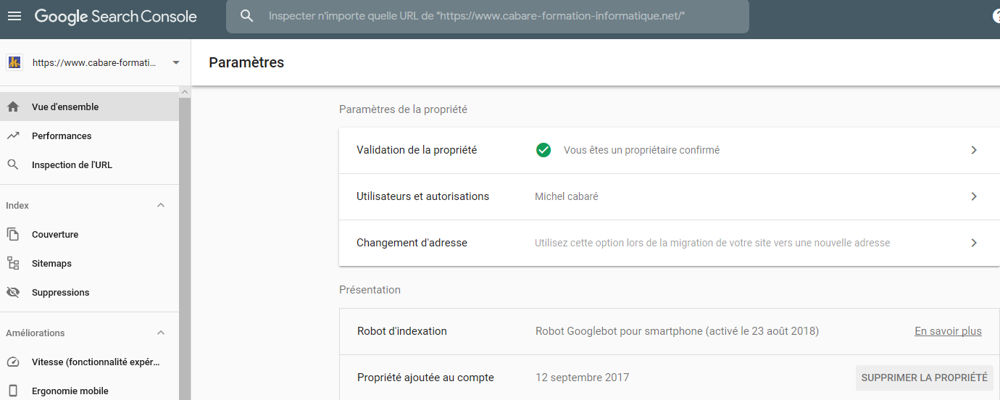 Google Search Console
Inspecter n'importe quelle URL de "https://www.cabare-formation-informatique.net/"
https://www.cabare-formati...
Paramètres
Vue d'ensemble
Performances
Inspection de l'URL
Index
Couverture
Sitemaps
Suppressions
Améliorations
Vitesse (fonctionnalité expér...
Ergonomie mobile
Paramètres de la propriété
Validation de la propriété Vous êtes un propriétaire confirmé
Utilisateurs et autorisations Michel cabaré
Changement d'adresse Utilisez cette option lors de la migration de votre site vers une nouvelle adresse
Présentation
Robot d'indexation Robot Googlebot pour smartphone (activé le 23 août 2018) En savoir plus
Propriété ajoutée au compte 12 septembre 2017 SUPPRIMER LA PROPRIÉTÉ